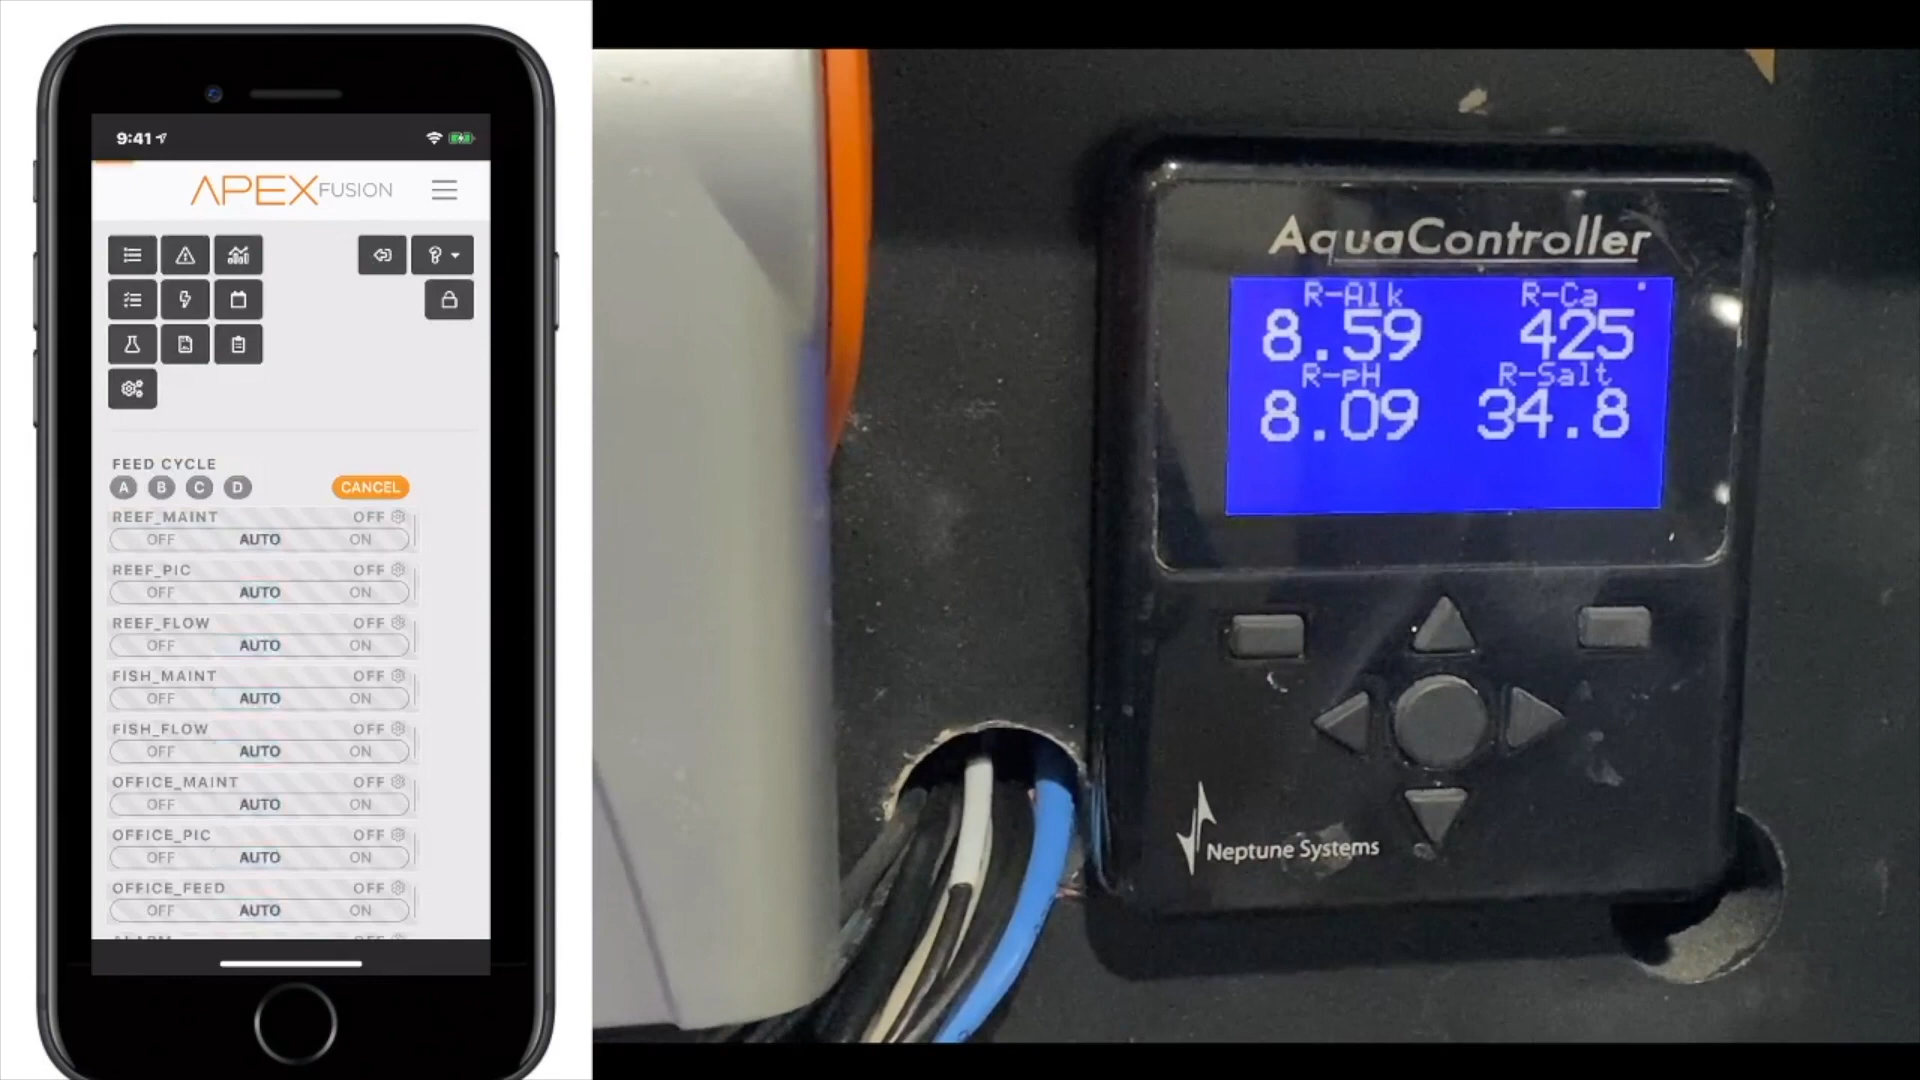 9:41
APEX FUSION
FEED CYCLE
A B C D CANCEL
REEF_MAINT OFF
OFF AUTO ON
REEF_PIC OFF
OFF AUTO ON
REEF_FLOW OFF
OFF AUTO ON
FISH_MAINT OFF
OFF AUTO ON
FISH_FLOW OFF
OFF AUTO ON
OFFICE_MAINT OFF
OFF AUTO ON
OFFICE_PIC OFF
OFF AUTO ON
OFFICE_FEED OFF
OFF AUTO ON
AquaController
R-Alk R-Ca
8.59 425
R-pH R-Salt
8.09 34.8
Neptune Systems